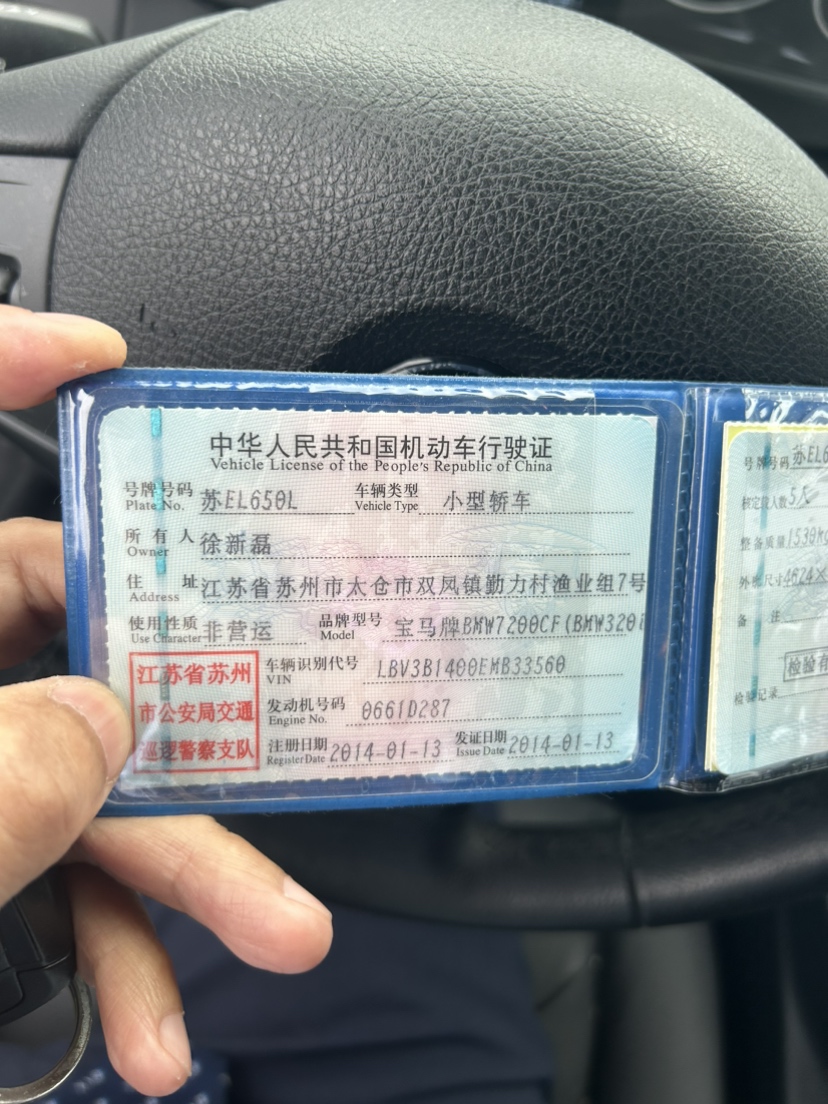 中华人民共和国机动车行驶证
Vehicle License of the People's Republic of China
号牌号码 苏EL650L 车辆类型 小型轿车
Plate No. Vehicle Type
所有人 徐新磊
Owner
住址 江苏省苏州市太仓市双凤镇勤力村渔业组7号
Address
使用性质 非营运 品牌型号 宝马牌BMW7200CF(BMW320i
Use Character Model
江苏省苏州
市公安局交通
巡逻警察支队
车辆识别代号 LBV3B1400EMB33560
VIN
发动机号码 0661D287
Engine No.
注册日期 2014-01-13 发证日期 2014-01-13
Register Date Issue Date
号牌号码 苏EL6
核定载人数 5人
整备质量 1539kg
外廓尺寸 4624×
备注
检验有
检验记录